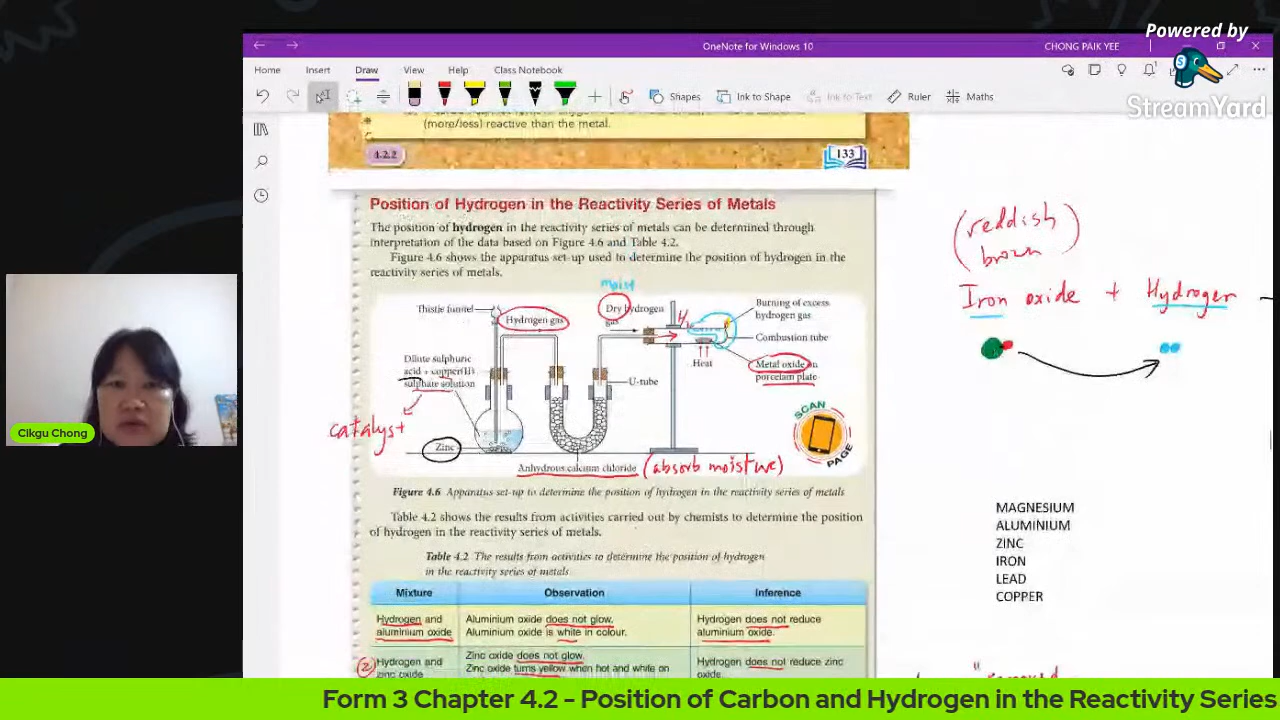 Powered by
StreamYard
OneNote for Windows 10
CHONG PAIK YEE
Home Insert Draw View Help Class Notebook
Shapes Ink to Shape Ink to Text Ruler Maths
(more/less) reactive than the metal.
4.2.2
133
Position of Hydrogen in the Reactivity Series of Metals
The position of hydrogen in the reactivity series of metals can be determined through
interpretation of the data based on Figure 4.6 and Table 4.2.
Figure 4.6 shows the apparatus set-up used to determine the position of hydrogen in the
reactivity series of metals.
moist
Thistle funnel
Hydrogen gas
Dry hydrogen
gas
H₂
Burning of excess
hydrogen gas
Combustion tube
Heat
Metal oxide on
porcelain plate
Dilute sulphuric
acid + copper(II)
sulphate solution
U-tube
catalyst
Zinc
Anhydrous calcium chloride (absorb moisture)
SCAN
PAGE
Figure 4.6 Apparatus set-up to determine the position of hydrogen in the reactivity series of metals
Table 4.2 shows the results from activities carried out by chemists to determine the position
of hydrogen in the reactivity series of metals.
Table 4.2 The results from activities to determine the position of hydrogen
in the reactivity series of metals
Mixture Observation Inference
Hydrogen and
aluminium oxide
Aluminium oxide does not glow.
Aluminium oxide is white in colour.
Hydrogen does not reduce
aluminium oxide.
(2) Hydrogen and
zinc oxide
Zinc oxide does not glow.
Zinc oxide turns yellow when hot and white on
Hydrogen does not reduce zinc
oxide.
(reddish
brown)
Iron oxide + Hydrogen
MAGNESIUM
ALUMINIUM
ZINC
IRON
LEAD
COPPER
Cikgu Chong
Form 3 Chapter 4.2 - Position of Carbon and Hydrogen in the Reactivity Series